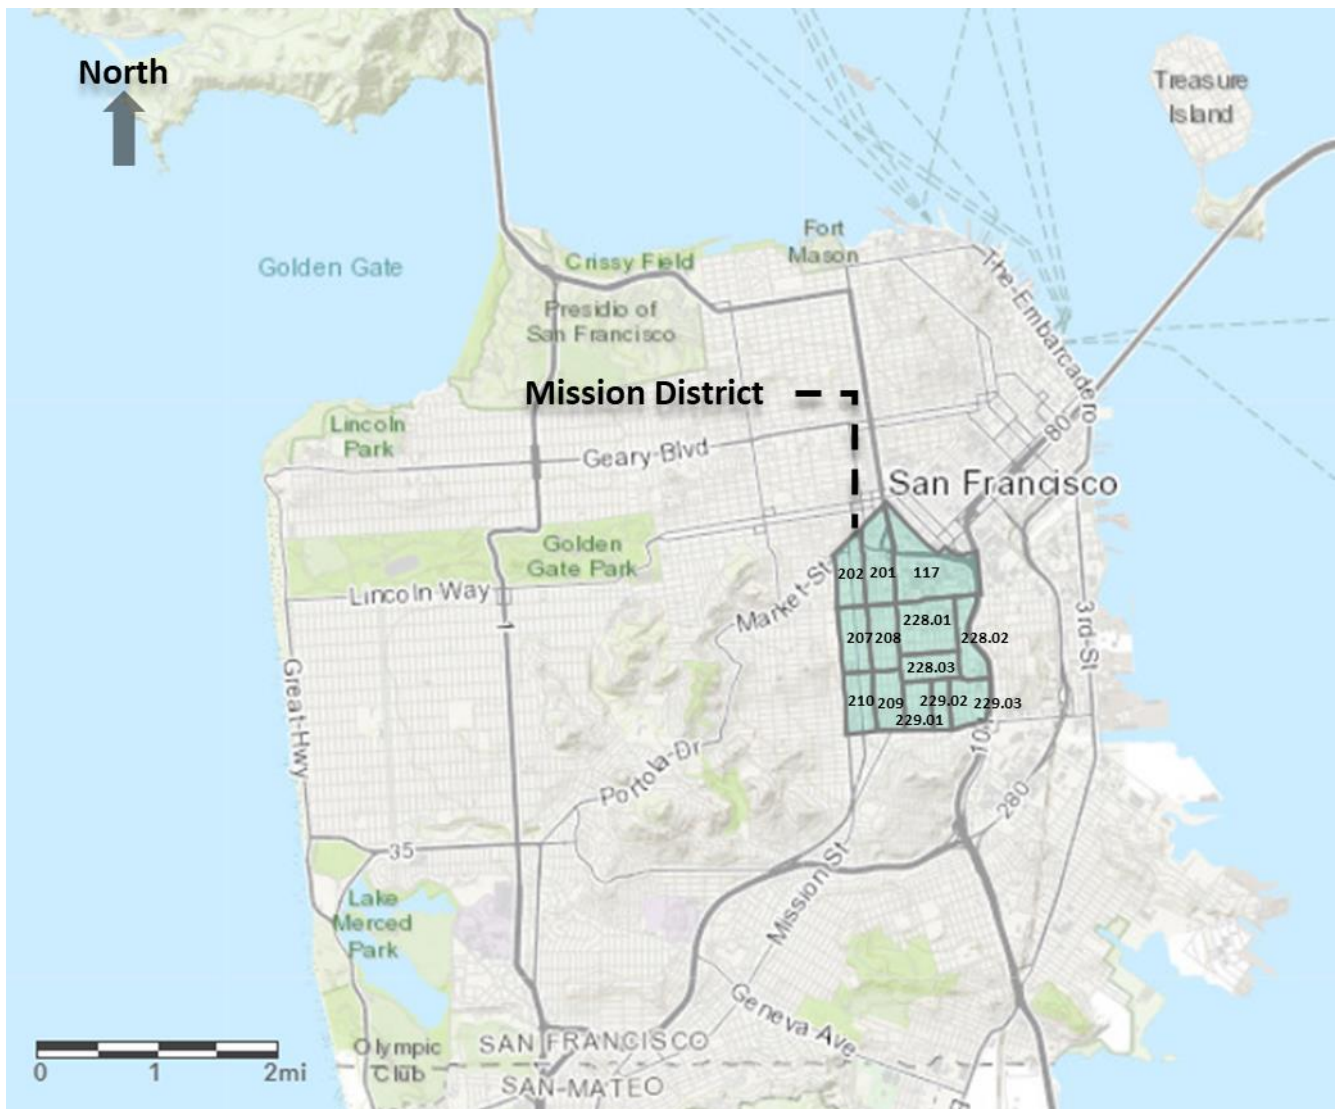 North
Treasure
Island
Golden Gate
Fort
Mason
Crissy Field
The-Embarcadero
Presidio of
San Francisco
Mission District
Lincoln
Park
Geary-Blvd
80
San Francisco
Golden
Gate Park
Market-St
Lincoln Way
1
202
201
117
3rd-St
207
208
228.01
228.02
228.03
210
209
229.02
229.03
229.01
Great-Hwy
Portola-Dr
101
280
35
Mission St
Lake
Merced
Park
Geneva Ave
0
1
2mi
Olympic
Club
SAN FRANCISCO
SAN-MATEO